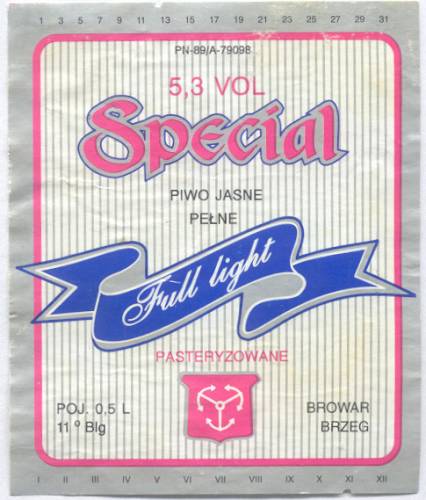 1 3 5 7 9 11 13 15 17 19 21 23 25 27 29 31
PN-89/A-79098
5,3 VOL
Special
PIWO JASNE
PEŁNE
Full light
PASTERYZOWANE
POJ. 0,5 L
11 º Blg
BROWAR
BRZEG
I II III IV V VI VII VIII IX X XI XII